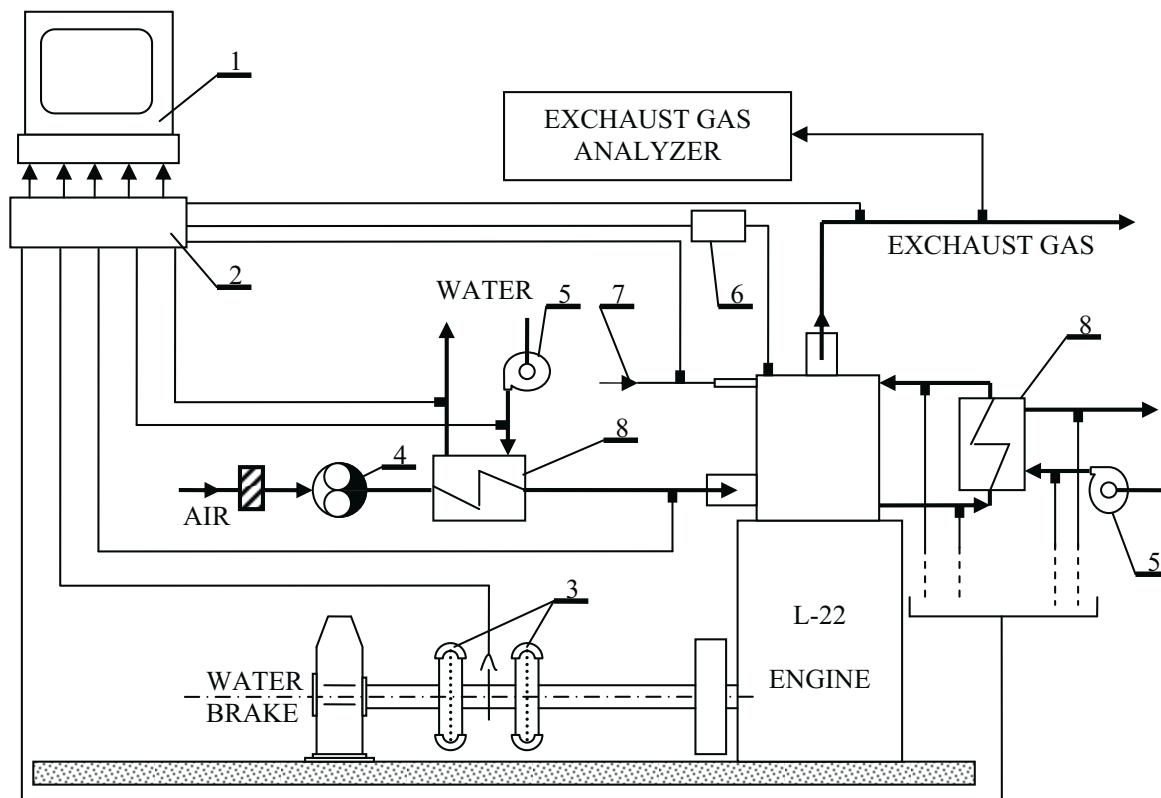 1
EXHAUST GAS
ANALYZER
EXHAUST GAS
2
WATER
5
7
6
8
4
8
AIR
5
3
L-22
ENGINE
WATER
BRAKE